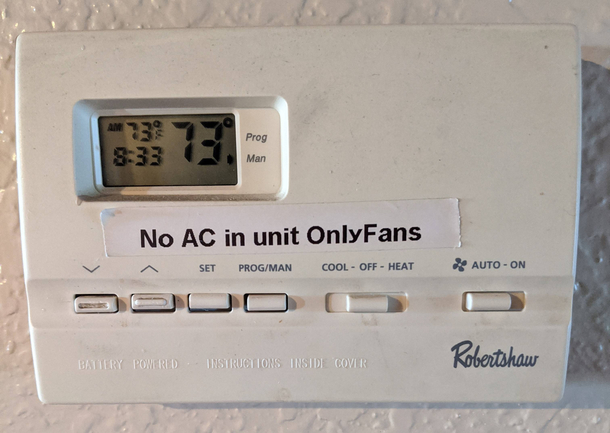 AM 73°F 73.° Prog
8:33 Man
No AC in unit OnlyFans
SET PROG/MAN COOL - OFF - HEAT AUTO - ON
Robertshaw
BATTERY POWERED - INSTRUCTIONS INSIDE COVER